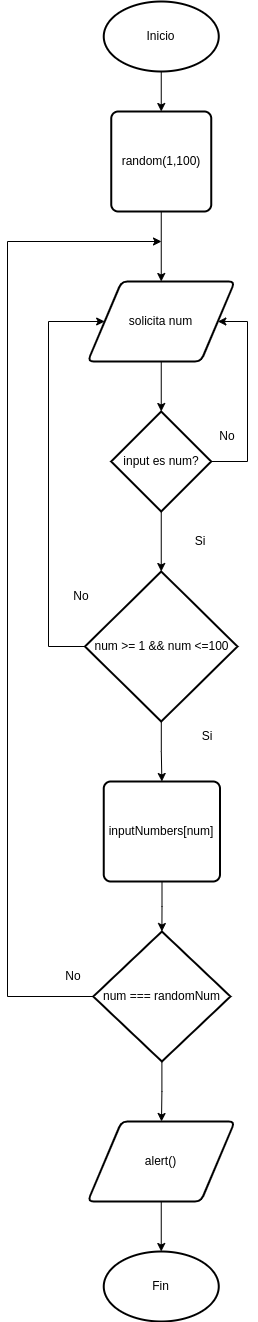 Inicio
random(1,100)
solicita num
input es num?
No
Si
No
num >= 1 && num <=100
Si
inputNumbers[num]
No
num === randomNum
alert()
Fin